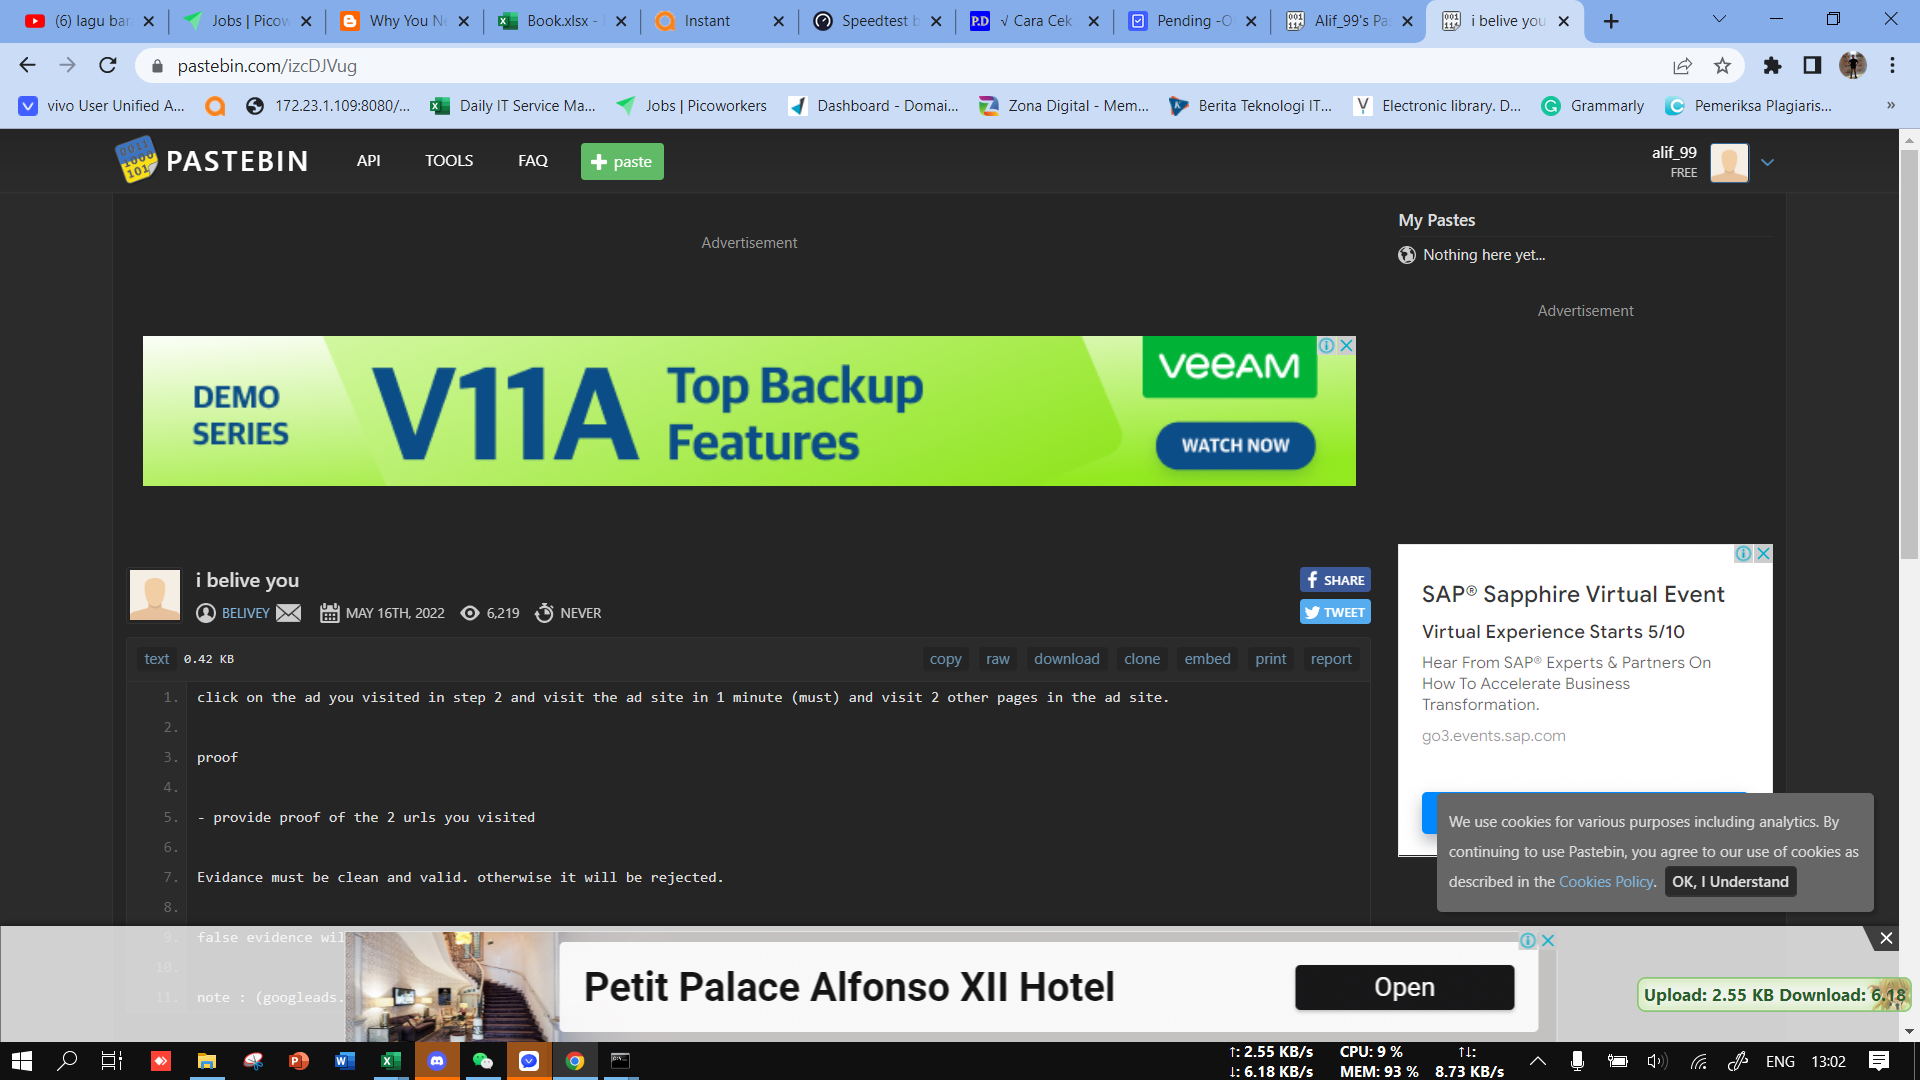 (6) lagu bar
Jobs | Picow
Why You Ne
Book.xlsx -
Instant
Speedtest b
√ Cara Cek
Pending -O
Alif_99's Pa
i belive you
pastebin.com/izcDJVug
vivo User Unified A...
172.23.1.109:8080/...
Daily IT Service Ma...
Jobs | Picoworkers
Dashboard - Domai...
Zona Digital - Mem...
Berita Teknologi IT...
Electronic library. D...
Grammarly
Pemeriksa Plagiaris...
»
PASTEBIN
API
TOOLS
FAQ
+ paste
alif_99
FREE
My Pastes
Nothing here yet...
Advertisement
Advertisement
DEMO
SERIES
V11A
Top Backup
Features
veeAM
WATCH NOW
i belive you
BELIVEY
MAY 16TH, 2022
6,219
NEVER
SHARE
TWEET
SAP® Sapphire Virtual Event
Virtual Experience Starts 5/10
Hear From SAP® Experts & Partners On
How To Accelerate Business
Transformation.
go3.events.sap.com
text 0.42 KB
copy raw download clone embed print report
1. click on the ad you visited in step 2 and visit the ad site in 1 minute (must) and visit 2 other pages in the ad site.
2.
3. proof
4.
5. - provide proof of the 2 urls you visited
6.
7. Evidance must be clean and valid. otherwise it will be rejected.
8.
9. false evidence wil
10.
11. note : (googleads.
We use cookies for various purposes including analytics. By
continuing to use Pastebin, you agree to our use of cookies as
described in the Cookies Policy. OK, I Understand
Petit Palace Alfonso XII Hotel
Open
Upload: 2.55 KB Download: 6.18
↑: 2.55 KB/s CPU: 9 % ↑↓:
↓: 6.18 KB/s MEM: 93 % 8.73 KB/s
ENG
13:02